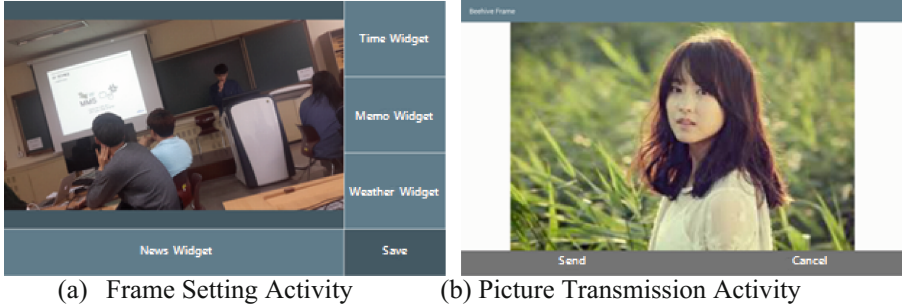 Time Widget
Memo Widget
Weather Widget
News Widget
Save
Beehive Frame
Send
Cancel
MMS
(a) Frame Setting Activity
(b) Picture Transmission Activity